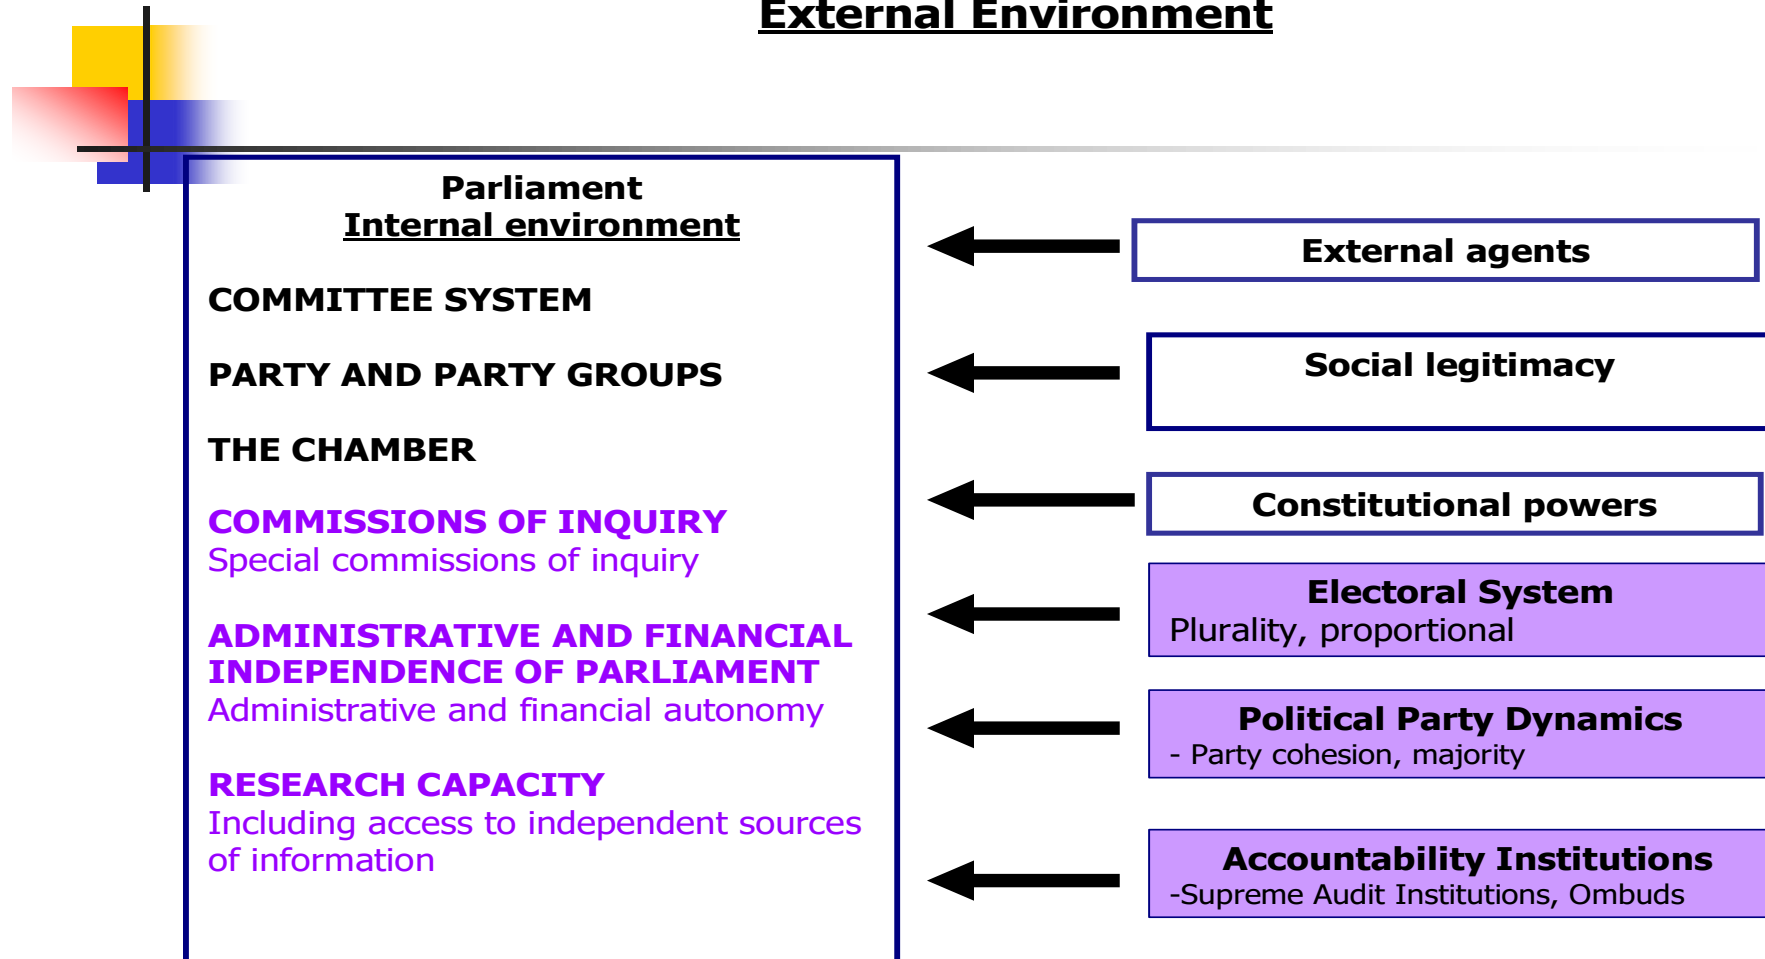 External Environment
Parliament
Internal environment
COMMITTEE SYSTEM
PARTY AND PARTY GROUPS
THE CHAMBER
COMMISSIONS OF INQUIRY
Special commissions of inquiry
ADMINISTRATIVE AND FINANCIAL
INDEPENDENCE OF PARLIAMENT
Administrative and financial autonomy
RESEARCH CAPACITY
Including access to independent sources
of information
External agents
Social legitimacy
Constitutional powers
Electoral System
Plurality, proportional
Political Party Dynamics
- Party cohesion, majority
Accountability Institutions
-Supreme Audit Institutions, Ombuds